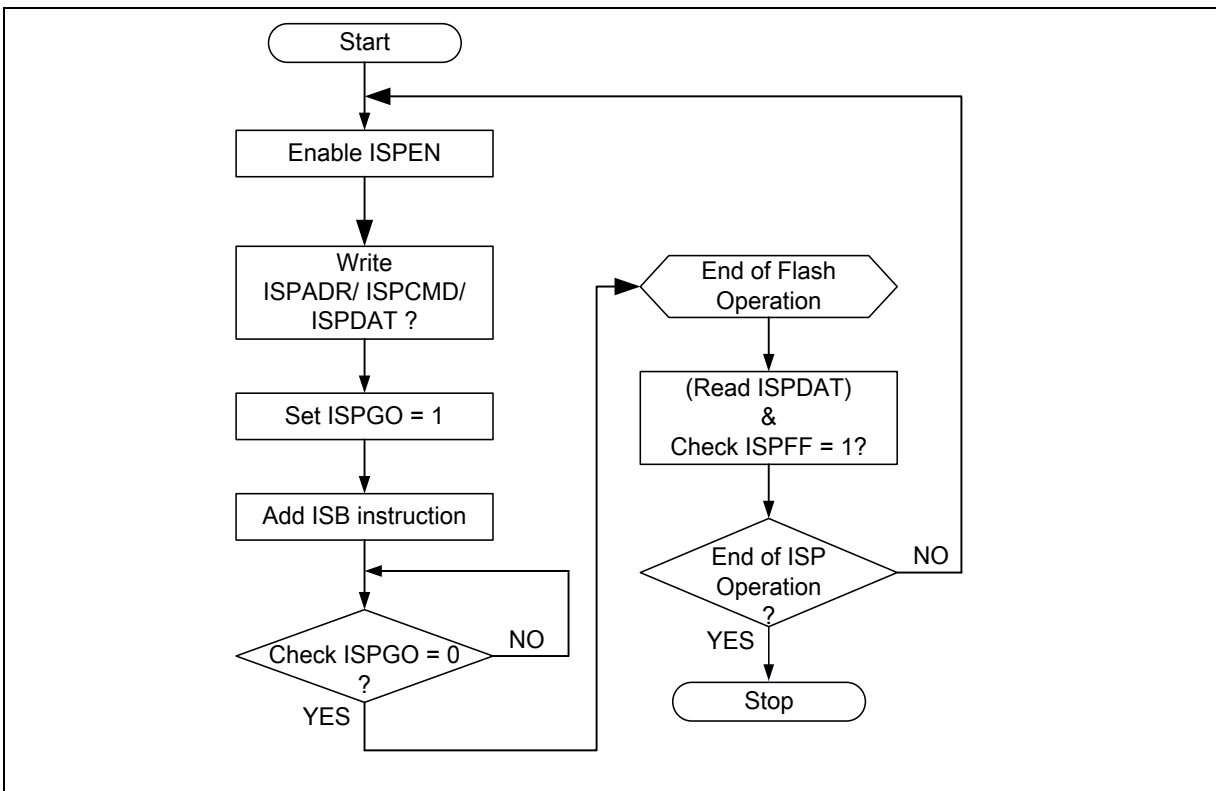 Start
Enable ISPEN
Write
ISPADR/ ISPCMD/
ISPDAT ?
Set ISPGO = 1
Add ISB instruction
Check ISPGO = 0
?
NO
YES
End of Flash
Operation
(Read ISPDAT)
&
Check ISPFF = 1?
End of ISP
Operation
?
NO
YES
Stop